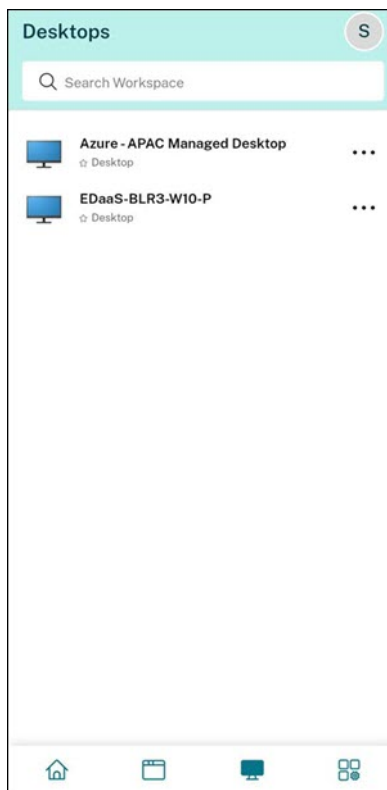 Desktops
S
Search Workspace
Azure - APAC Managed Desktop
Desktop
EDaaS-BLR3-W10-P
Desktop